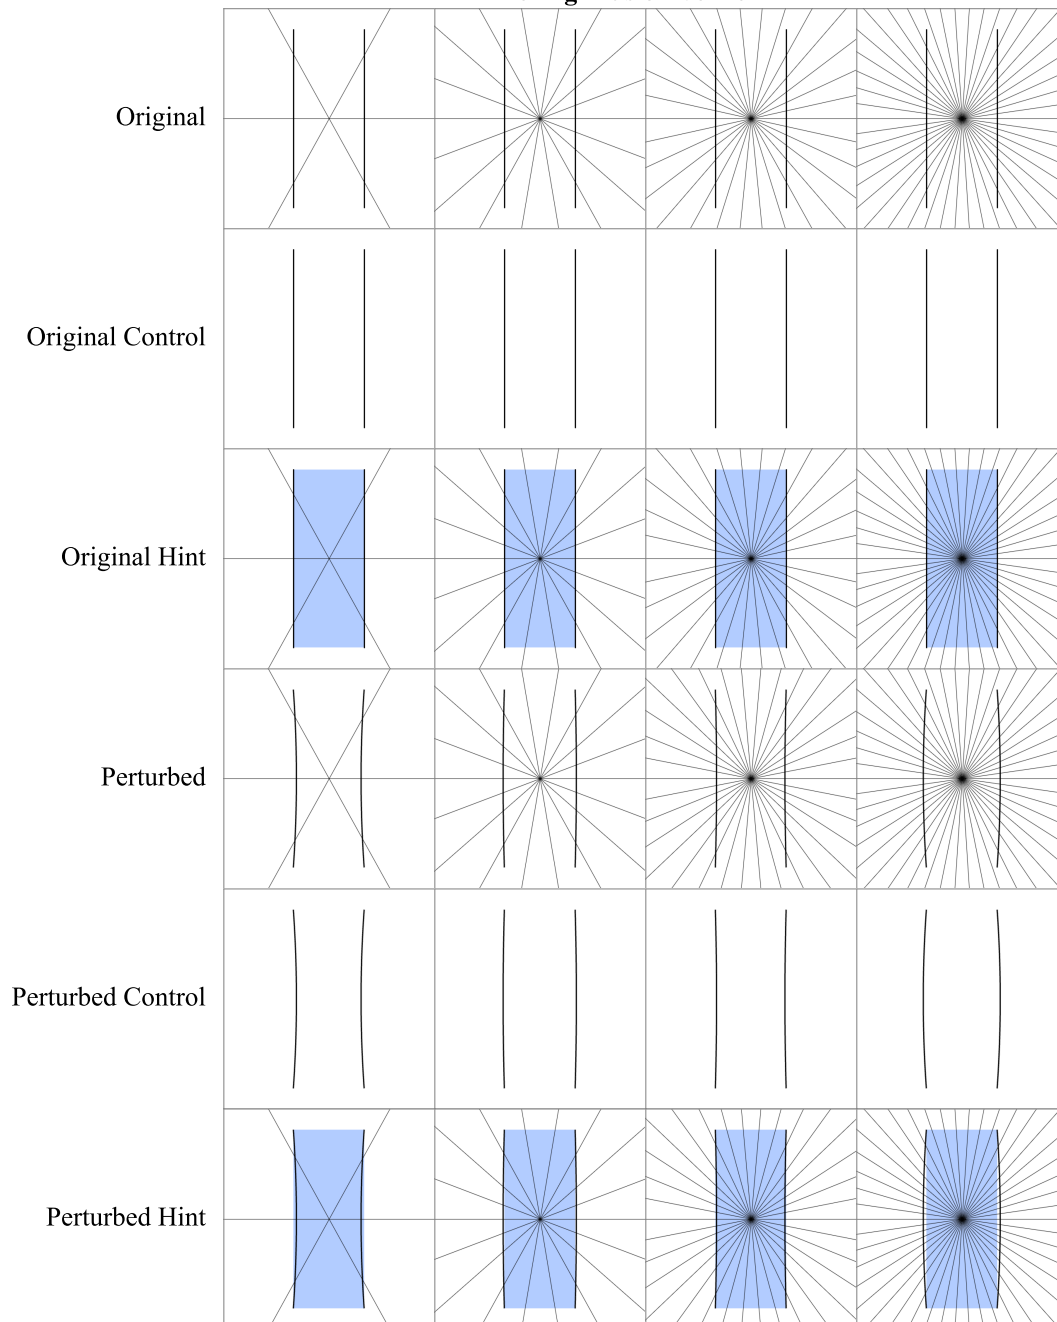 Original
Original Control
Original Hint
Perturbed
Perturbed Control
Perturbed Hint